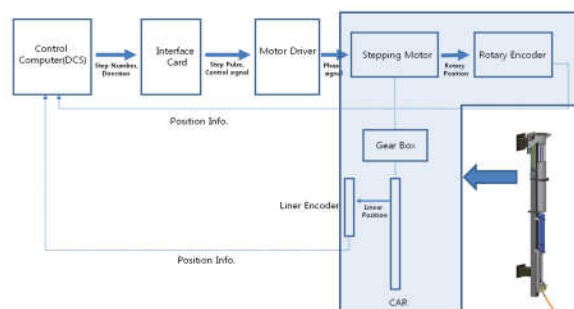 Control
Computer(DCS)
Step Number,
Direction
Interface
Card
Step Pulse,
Control signal
Motor Driver
Phase
signal
Stepping Motor
Rotary
Position
Rotary Encoder
Position Info.
Gear Box
Liner Encoder
Linear
Position
Position Info.
CAR